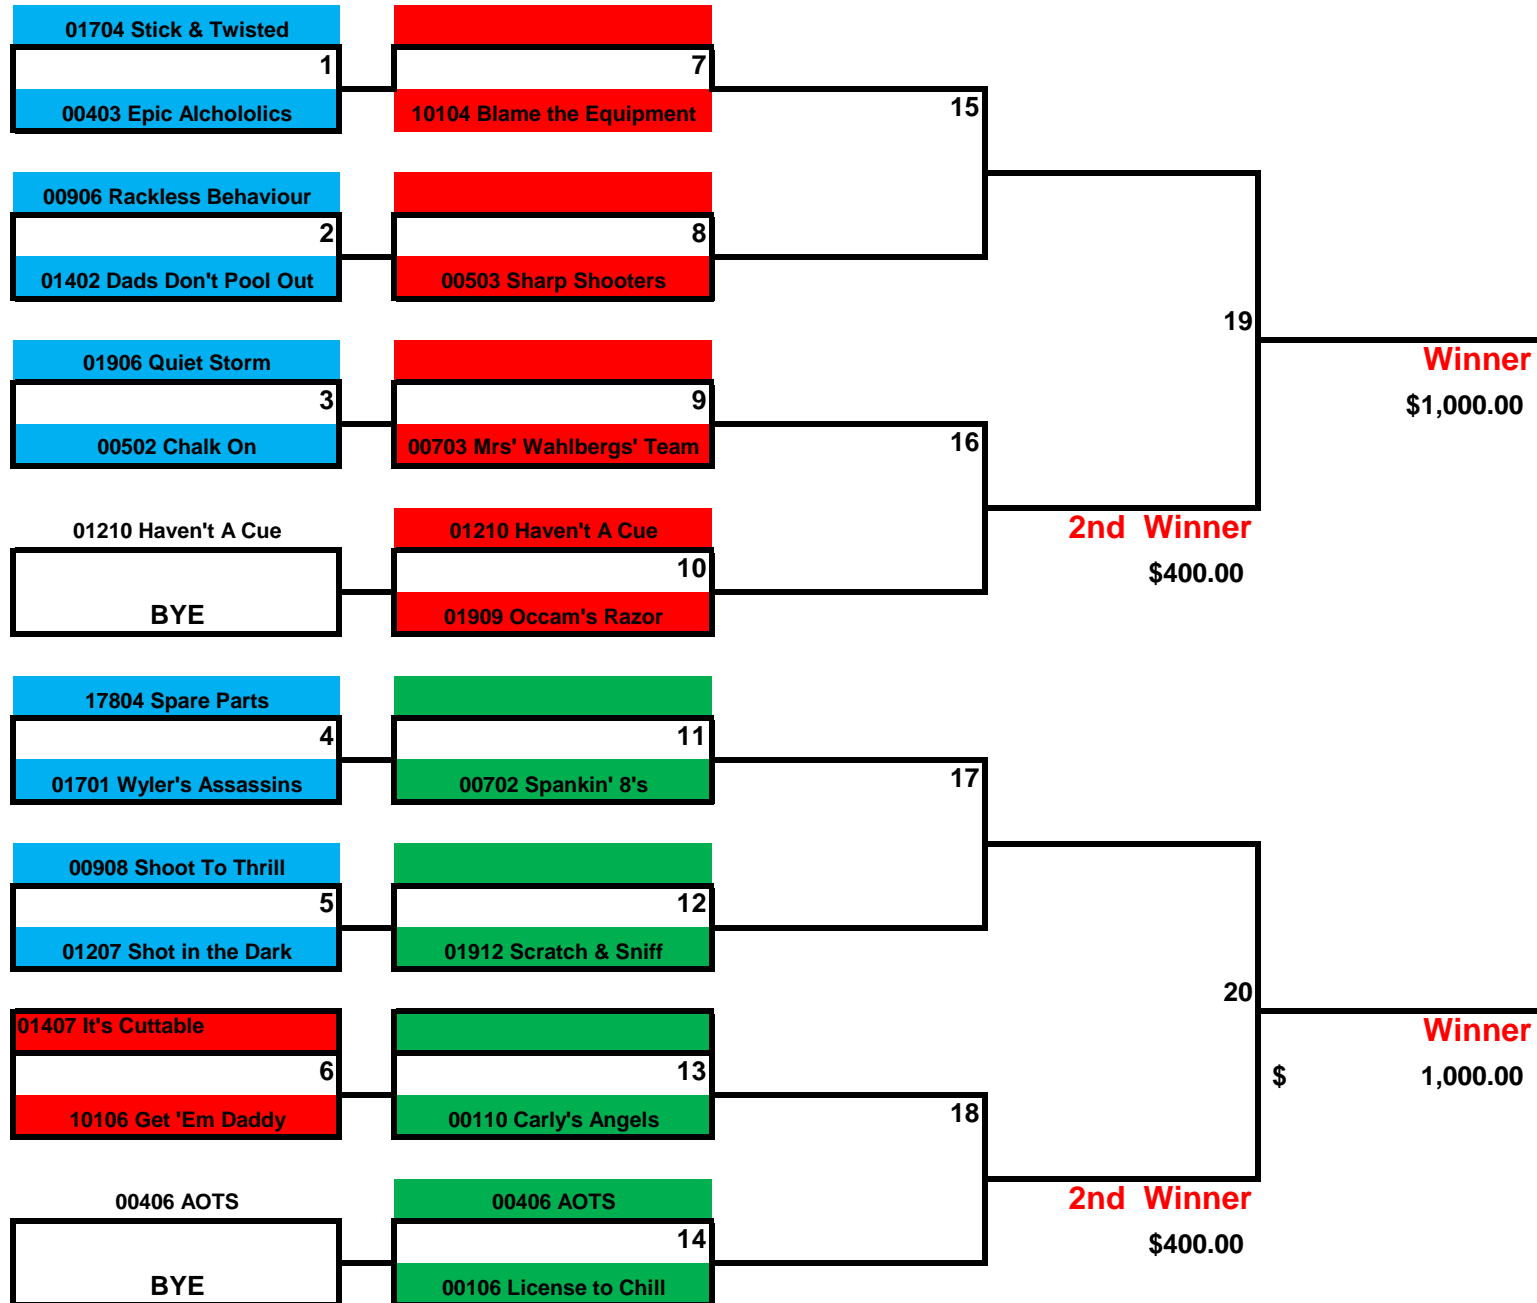 01704 Stick & Twisted
1
7
00403 Epic Alchololics
10104 Blame the Equipment
15
00906 Rackless Behaviour
2
8
01402 Dads Don't Pool Out
00503 Sharp Shooters
19
01906 Quiet Storm
Winner
3
9
$1,000.00
00502 Chalk On
00703 Mrs' Wahlbergs' Team
16
01210 Haven't A Cue
01210 Haven't A Cue
2nd Winner
10
$400.00
BYE
01909 Occam's Razor
17804 Spare Parts
4
11
01701 Wyler's Assassins
00702 Spankin' 8's
17
00908 Shoot To Thrill
5
12
01207 Shot in the Dark
01912 Scratch & Sniff
20
01407 It's Cuttable
Winner
6
13
$ 1,000.00
10106 Get 'Em Daddy
00110 Carly's Angels
18
00406 AOTS
00406 AOTS
2nd Winner
14
$400.00
BYE
00106 License to Chill